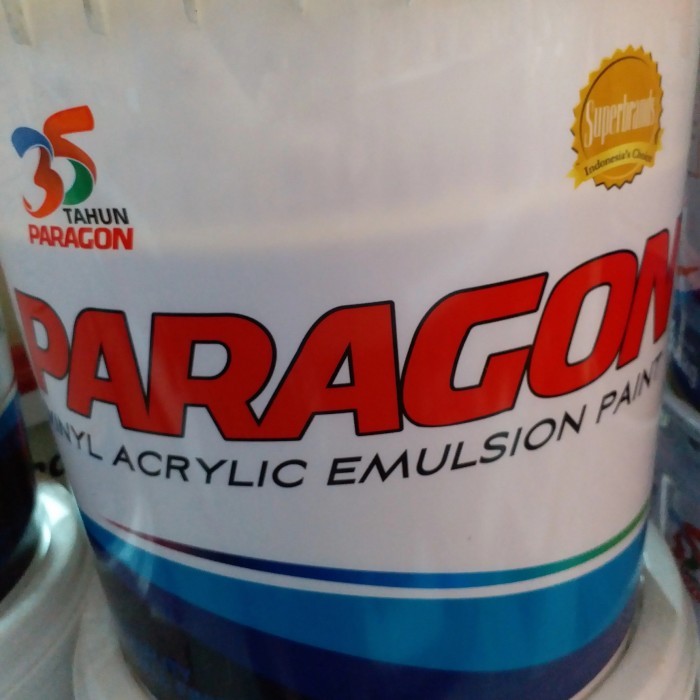 35
TAHUN
PARAGON
Superbrands
Indonesia's Choice
PARAGON
VINYL ACRYLIC EMULSION PAINT